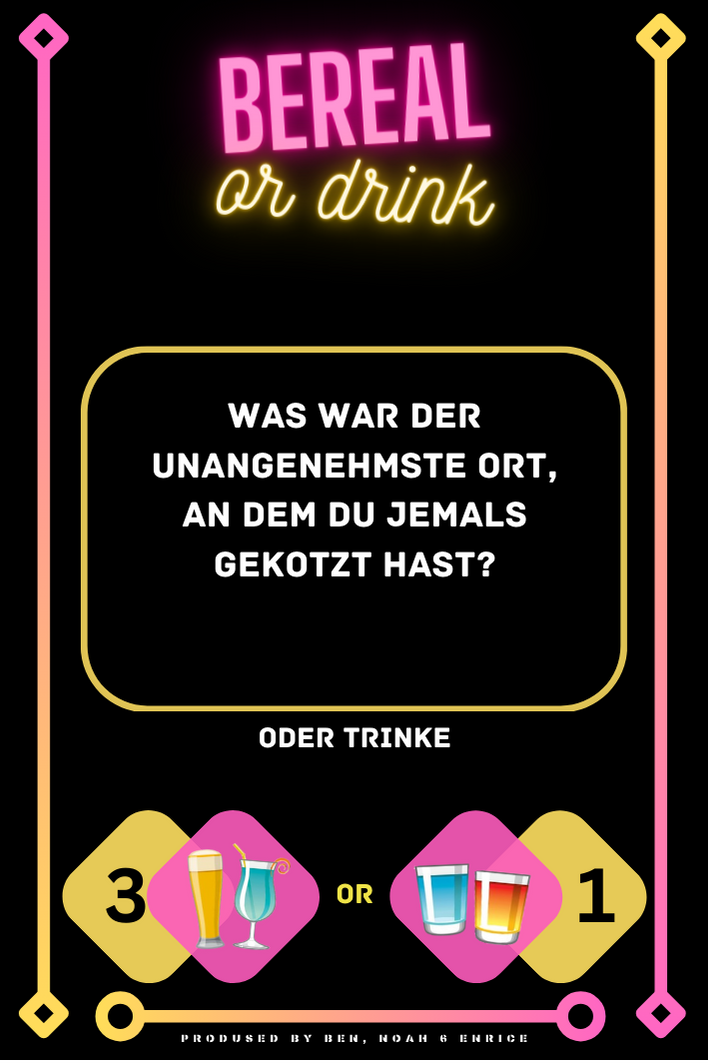 BEREAL
or drink
WAS WAR DER
UNANGENEHMSTE ORT,
AN DEM DU JEMALS
GEKOTZT HAST?
ODER TRINKE
3 OR 1
PRODUSED BY BEN, NOAH & ENRICE